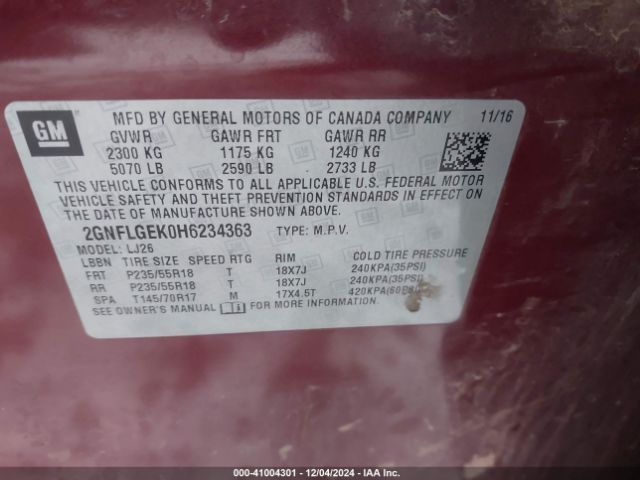 GM
MFD BY GENERAL MOTORS OF CANADA COMPANY 11/16
GVWR GAWR FRT GAWR RR
2300 KG 1175 KG 1240 KG
5070 LB 2590 LB 2733 LB
THIS VEHICLE CONFORMS TO ALL APPLICABLE U.S. FEDERAL MOTOR
VEHICLE SAFETY AND THEFT PREVENTION STANDARDS IN EFFECT ON
THE DATE OF MANUFACTURE SHOWN ABOVE.
2GNFLGEK0H6234363 TYPE: M.P.V.
MODEL: LJ26
LBBN TIRE SIZE SPEED RTG RIM COLD TIRE PRESSURE
FRT P235/55R18 T 18X7J 240KPA(35PSI)
RR P235/55R18 T 18X7J 240KPA(35PSI)
SPA T145/70R17 M 17X4.5T 420KPA(60PSI)
SEE OWNER'S MANUAL FOR MORE INFORMATION.
000-41004301 - 12/04/2024 - IAA Inc.